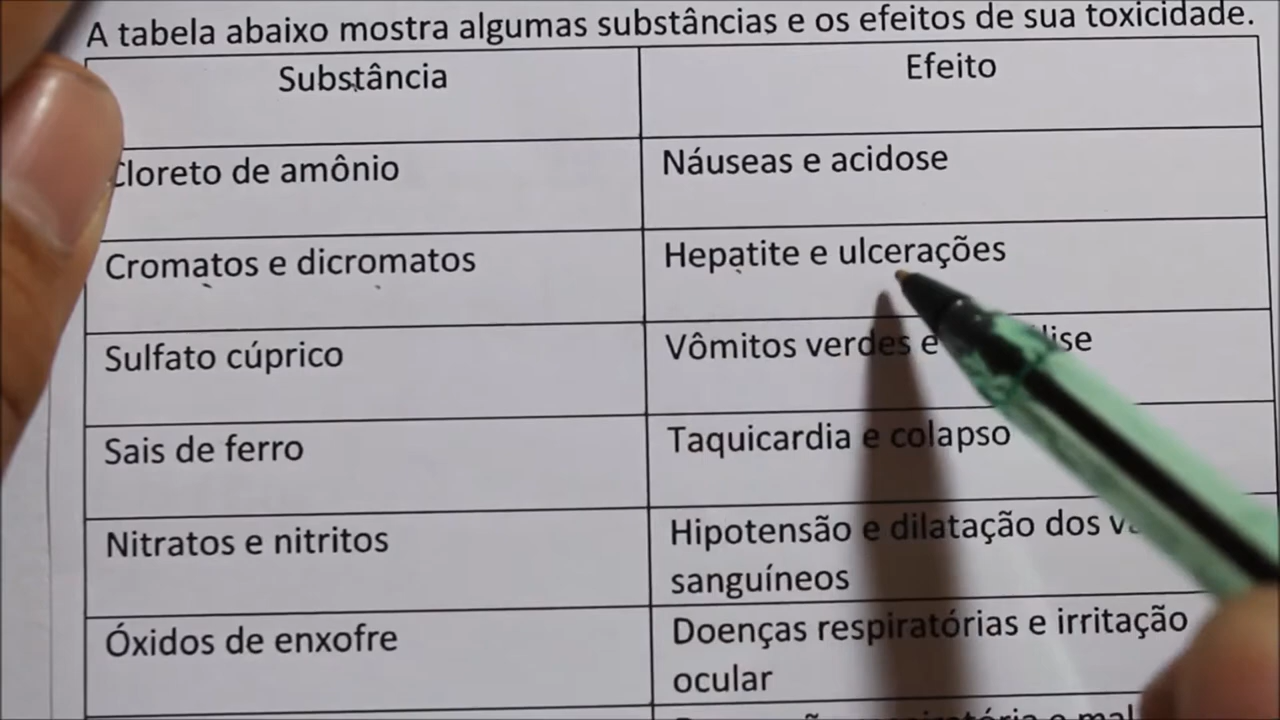 A tabela abaixo mostra algumas substâncias e os efeitos de sua toxicidade.
Substância
Efeito
Cloreto de amônio
Náuseas e acidose
Cromatos e dicromatos
Hepatite e ulcerações
Sulfato cúprico
Vômitos verdes e
Sais de ferro
Taquicardia e colapso
Nitratos e nitritos
Hipotensão e dilatação dos
sanguíneos
Óxidos de enxofre
Doenças respiratórias e irritação
ocular